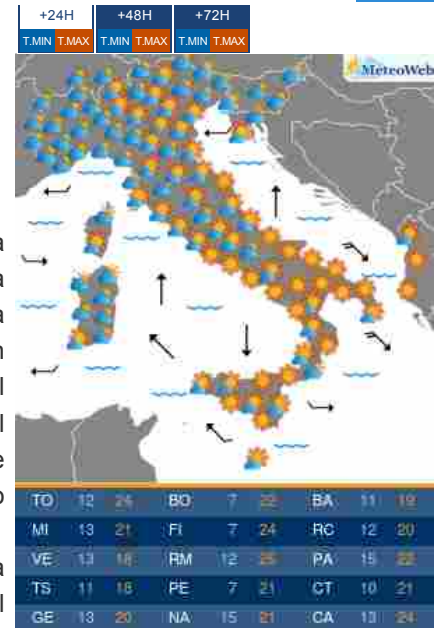 +24H +48H +72H
T.MIN T.MAX T.MIN T.MAX T.MIN T.MAX
MeteoWeb
a
a
a
n
l
l
e
o
a
l
TO 12 24 BO 7 22 BA 11 19
MI 13 21 FI 7 24 RC 12 20
VE 13 18 RM 12 25 PA 15 22
TS 11 18 PE 7 21 CT 10 21
GE 13 20 NA 15 21 CA 13 24